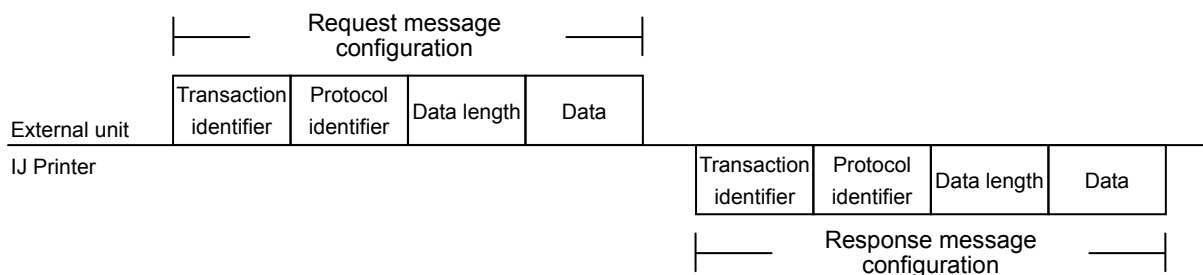 Request message
configuration
Transaction
identifier
Protocol
identifier
Data length
Data
External unit
IJ Printer
Transaction
identifier
Protocol
identifier
Data length
Data
Response message
configuration